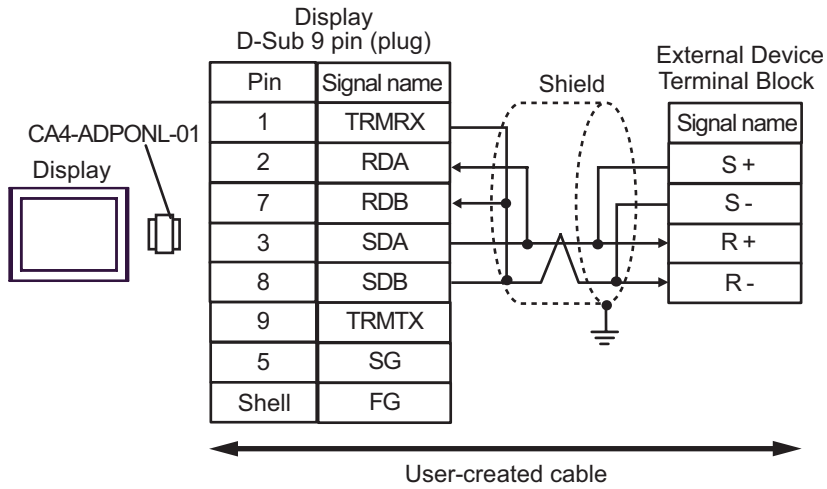 Display
D-Sub 9 pin (plug)
External Device
Terminal Block
Shield
CA4-ADPONL-01
Display
Pin Signal name
1 TRMRX
2 RDA
7 RDB
3 SDA
8 SDB
9 TRMTX
5 SG
Shell FG
Signal name
S +
S -
R +
R -
User-created cable